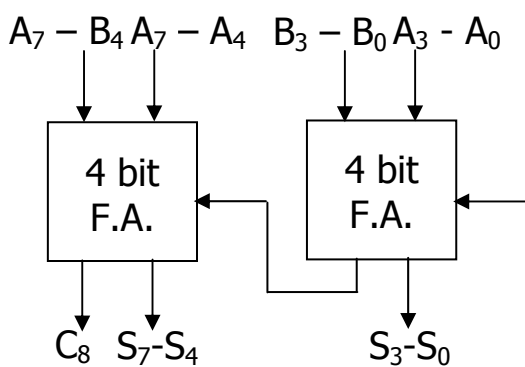 A₇ – B₄ A₇ – A₄ B₃ – B₀ A₃ - A₀
4 bit
F.A.
4 bit
F.A.
C₈ S₇-S₄ S₃-S₀